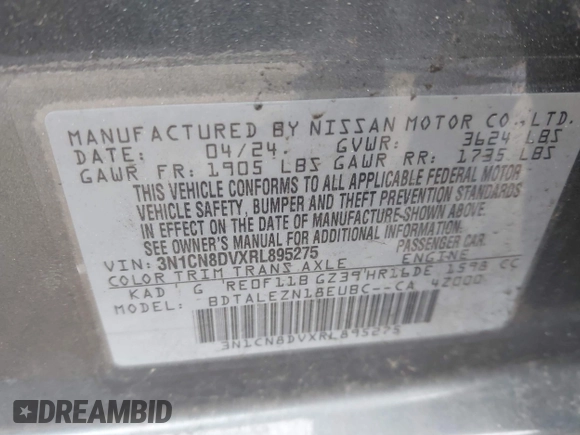 MANUFACTURED BY NISSAN MOTOR CO., LTD.
DATE: 04/24. GVWR: 3624 LBS
GAWR FR: 1905 LBS GAWR RR: 1735 LBS
THIS VEHICLE CONFORMS TO ALL APPLICABLE FEDERAL MOTOR
VEHICLE SAFETY, BUMPER AND THEFT PREVENTION STANDARDS
IN EFFECT ON THE DATE OF MANUFACTURE-SHOWN ABOVE.
SEE OWNER'S MANUAL FOR ADDITIONAL INFORMATION.
VIN: 3N1CN8DVXRL895275 PASSENGER CAR.
COLOR TRIM TRANS AXLE ENGINE
KAD G RE0F11B GZ39 HR16DE 1598 CC
MODEL BDTALEZN18EUBC--CA 42000
3N1CN8DVXRL895275
DREAMBID